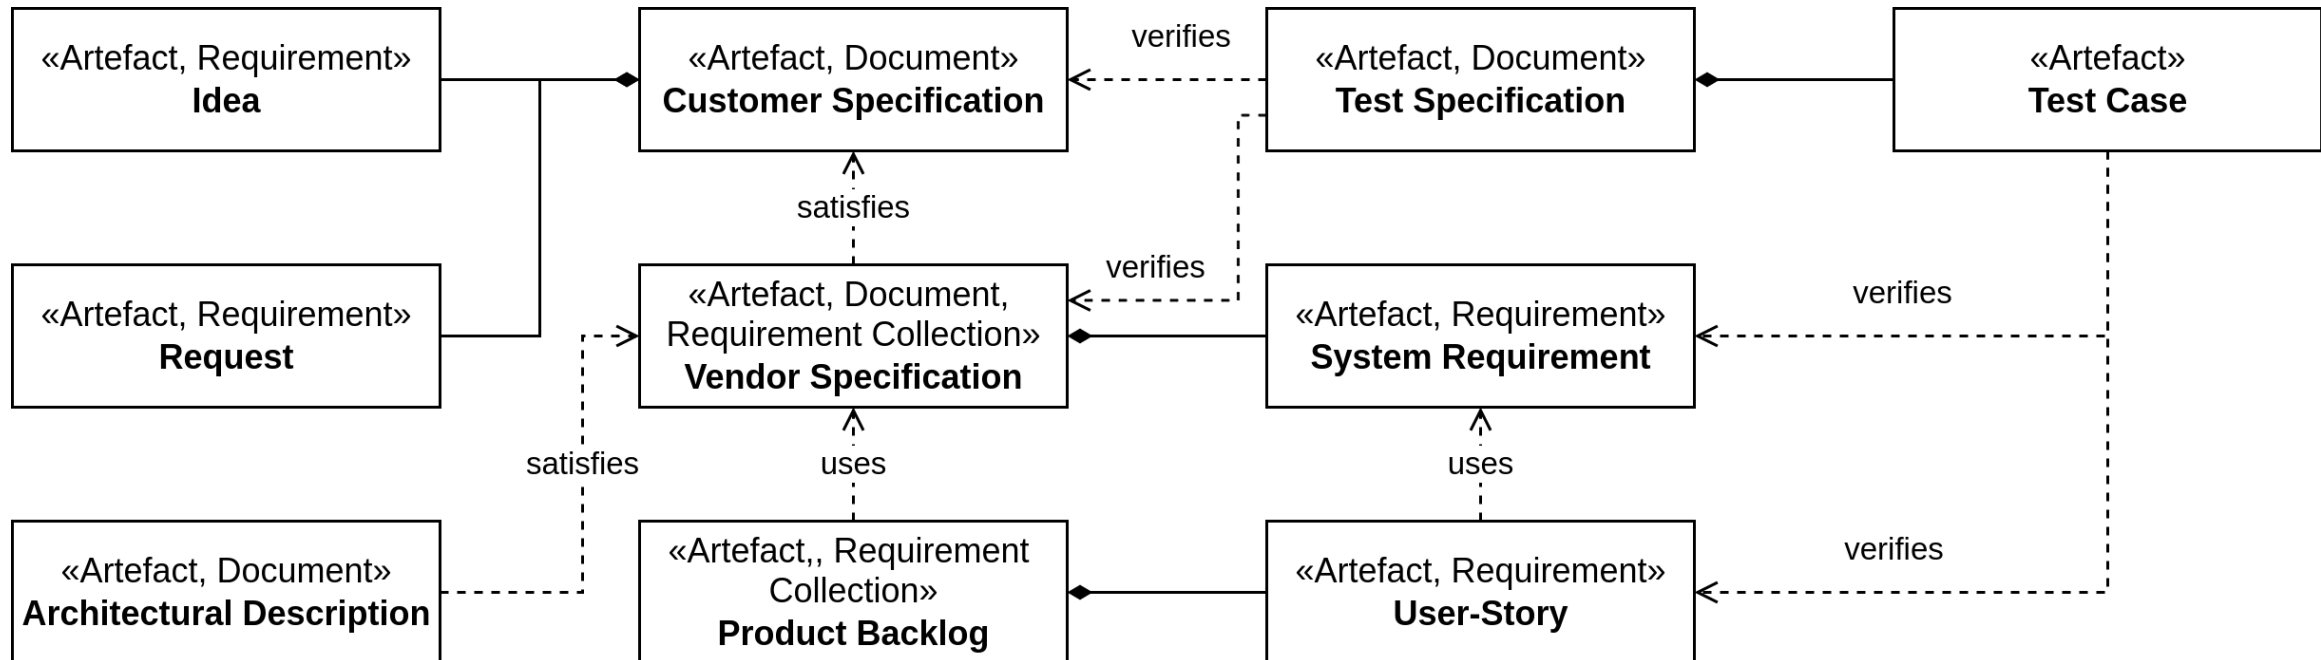 «Artefact, Requirement»
Idea
«Artefact, Document»
Customer Specification
verifies
«Artefact, Document»
Test Specification
«Artefact»
Test Case
satisfies
verifies
«Artefact, Requirement»
Request
«Artefact, Document,
Requirement Collection»
Vendor Specification
«Artefact, Requirement»
System Requirement
verifies
satisfies
uses
uses
«Artefact, Document»
Architectural Description
«Artefact,, Requirement
Collection»
Product Backlog
«Artefact, Requirement»
User-Story
verifies